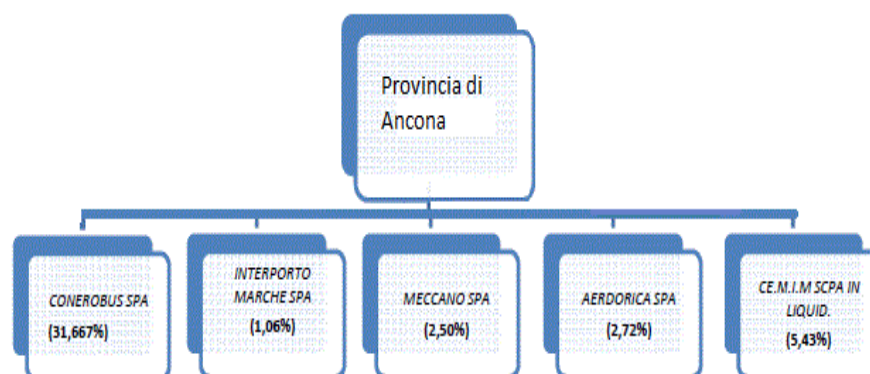 Provincia di
Ancona
CONEROBUS SPA
(31,667%)
INTERPORTO
MARCHE SPA
(1,06%)
MECCANO SPA
(2,50%)
AERDORICA SPA
(2,72%)
CE.M.I.M SCPA IN
LIQUID.
(5,43%)